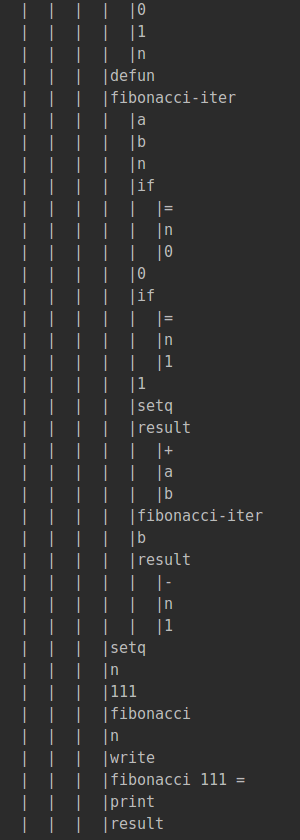 |  |  |  |  |0
|  |  |  |  |1
|  |  |  |  |n
|  |  |  |defun
|  |  |  |fibonacci-iter
|  |  |  |  |a
|  |  |  |  |b
|  |  |  |  |n
|  |  |  |  |if
|  |  |  |  |  |=
|  |  |  |  |  |n
|  |  |  |  |  |0
|  |  |  |  |0
|  |  |  |  |if
|  |  |  |  |  |=
|  |  |  |  |  |n
|  |  |  |  |  |1
|  |  |  |  |1
|  |  |  |  |setq
|  |  |  |  |result
|  |  |  |  |  |+
|  |  |  |  |  |a
|  |  |  |  |  |b
|  |  |  |  |fibonacci-iter
|  |  |  |  |b
|  |  |  |  |result
|  |  |  |  |  |-
|  |  |  |  |  |n
|  |  |  |  |  |1
|  |  |  |setq
|  |  |  |n
|  |  |  |111
|  |  |  |fibonacci
|  |  |  |n
|  |  |  |write
|  |  |  |fibonacci 111 =
|  |  |  |print
|  |  |  |result